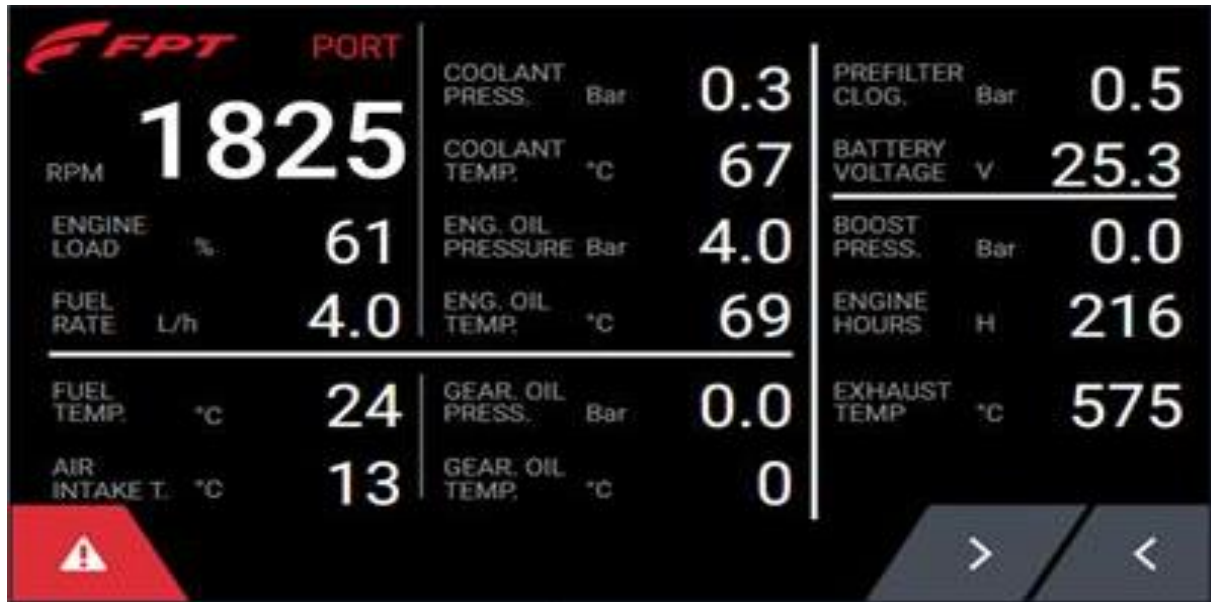 FPT PORT
1825
RPM
ENGINE
LOAD % 61
FUEL
RATE L/h 4.0
FUEL
TEMP. °C 24
AIR
INTAKE T. °C 13
COOLANT
PRESS. Bar 0.3
COOLANT
TEMP. °C 67
ENG. OIL
PRESSURE Bar 4.0
ENG. OIL
TEMP. °C 69
GEAR. OIL
PRESS. Bar 0.0
GEAR. OIL
TEMP. °C 0
PREFILTER
CLOG. Bar 0.5
BATTERY
VOLTAGE V 25.3
BOOST
PRESS. Bar 0.0
ENGINE
HOURS H 216
EXHAUST
TEMP °C 575
> <